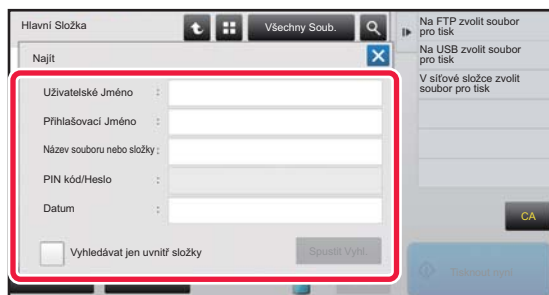 Hlavní Složka
Všechny Soub.
Najít
Uživatelské Jméno :
Přihlašovací Jméno :
Název souboru nebo složky :
PIN kód/Heslo :
Datum :
Vyhledávat jen uvnitř složky
Spustit Vyhl.
Na FTP zvolit soubor
pro tisk
Na USB zvolit soubor
pro tisk
V síťové složce zvolit
soubor pro tisk
CA